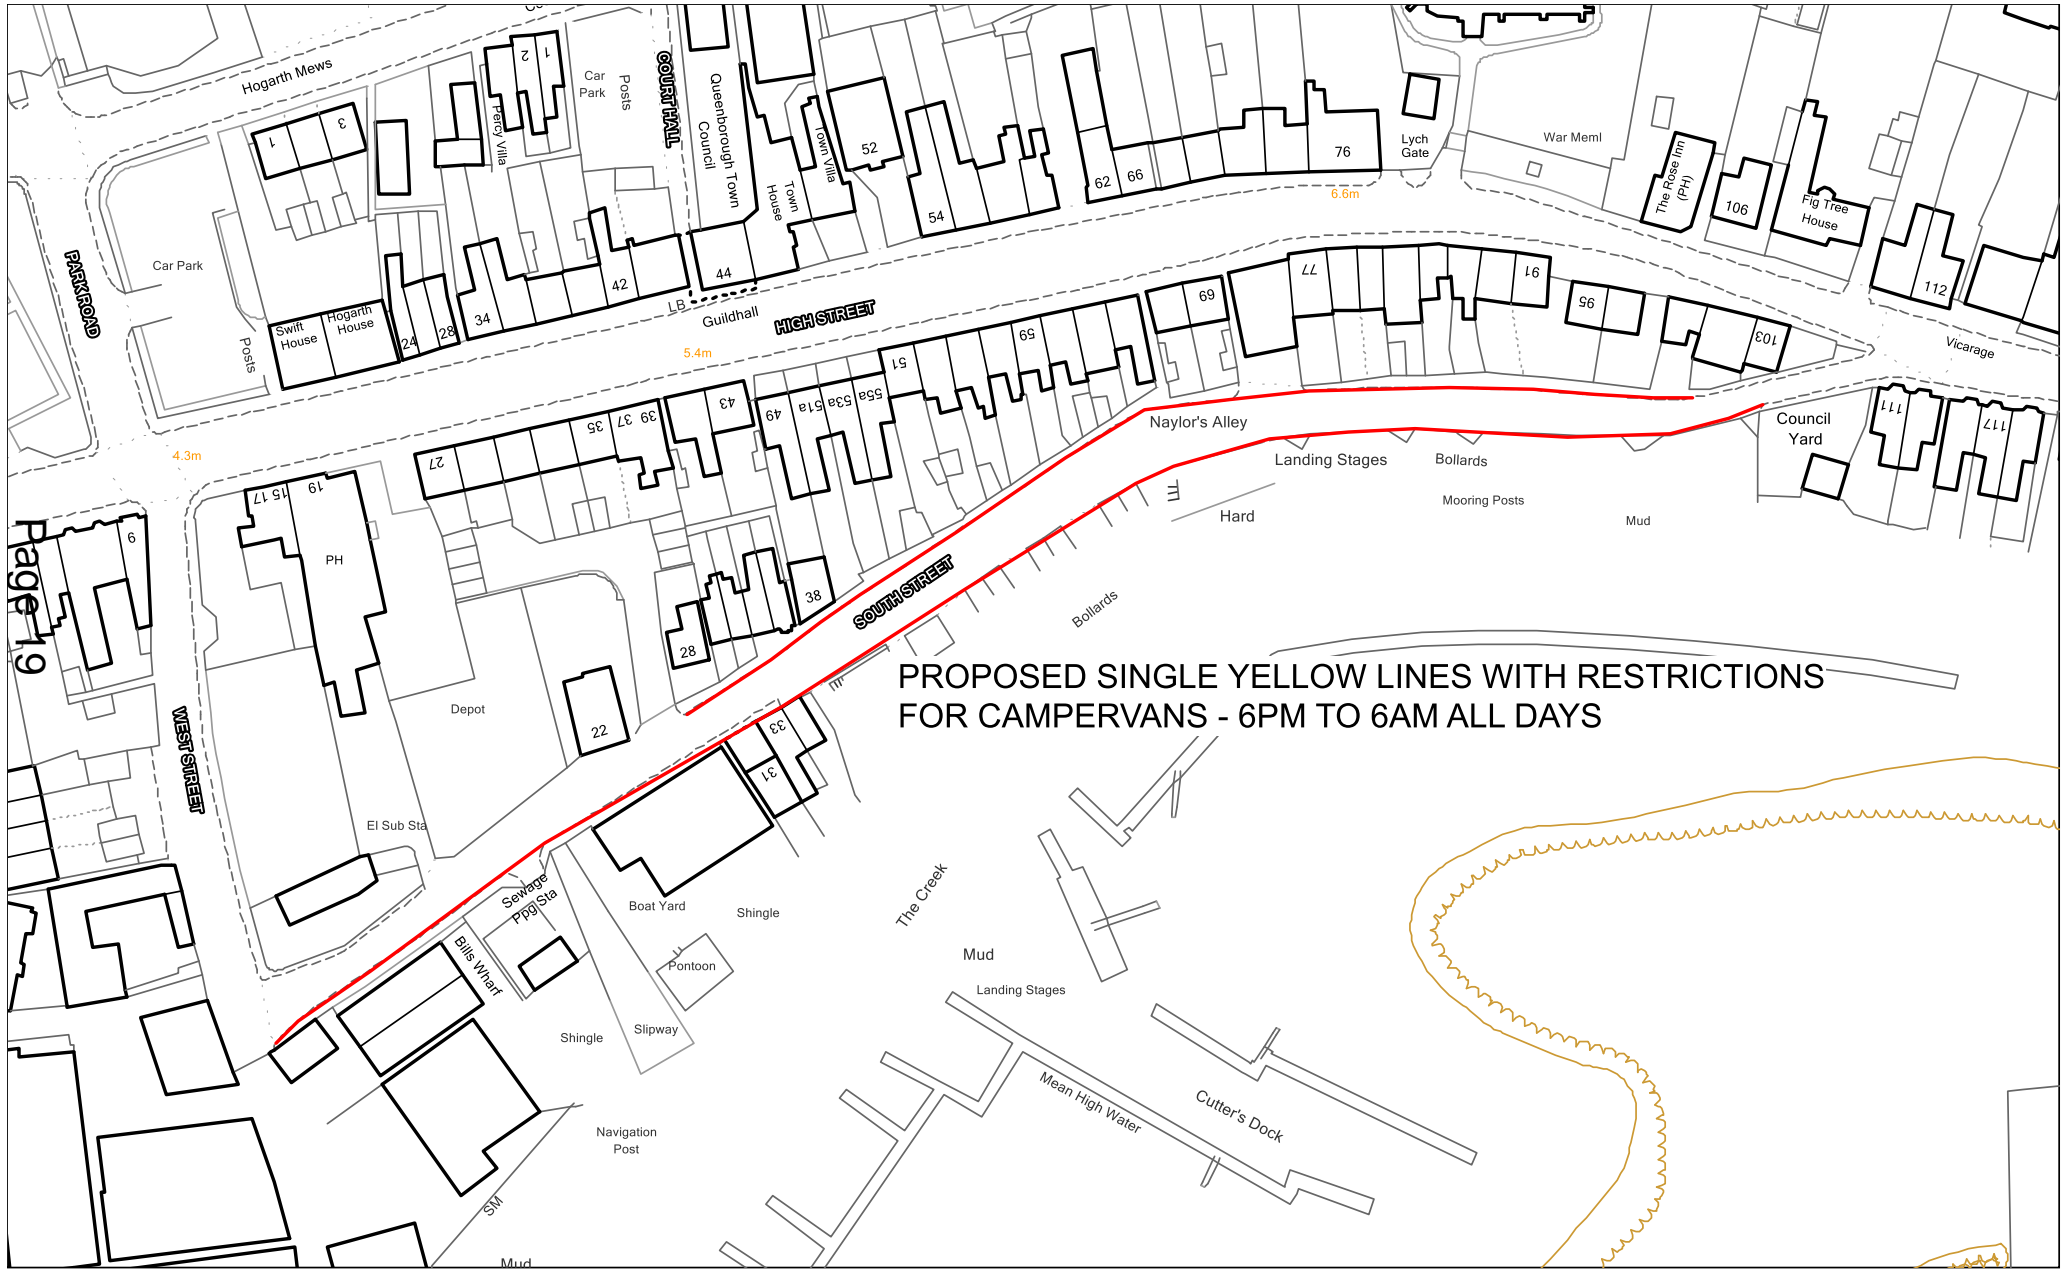 Hogarth Mews
1
3
2
1
Percy Villa
Car
Park
Posts
COURT HALL
Queenborough Town
Council
Town Villa
Town
House
52
54
62
66
76
6.6m
Lych
Gate
War Meml
The Rose Inn
(PH)
106
Fig Tree
House
112
Vicarage
PARK ROAD
Car Park
Posts
Swift
House
Hogarth
House
24
28
34
42
44
LB
Guildhall
HIGH STREET
5.4m
4.3m
51
59
69
77
91
95
103
27
35
37
39
43
49
51a
53a
55a
Naylor's Alley
Landing Stages
Bollards
Mooring Posts
Mud
Hard
Council
Yard
111
117
Page 19
9
17 15
19
PH
WEST STREET
Depot
22
28
38
SOUTH STREET
Bollards
33
31
PROPOSED SINGLE YELLOW LINES WITH RESTRICTIONS
FOR CAMPERVANS - 6PM TO 6AM ALL DAYS
El Sub Sta
Sewage
Ppg Sta
Bills Wharf
Boat Yard
Shingle
Pontoon
Slipway
Shingle
The Creek
Mud
Landing Stages
Mean High Water
Cutter's Dock
Navigation
Post
SM
Mud